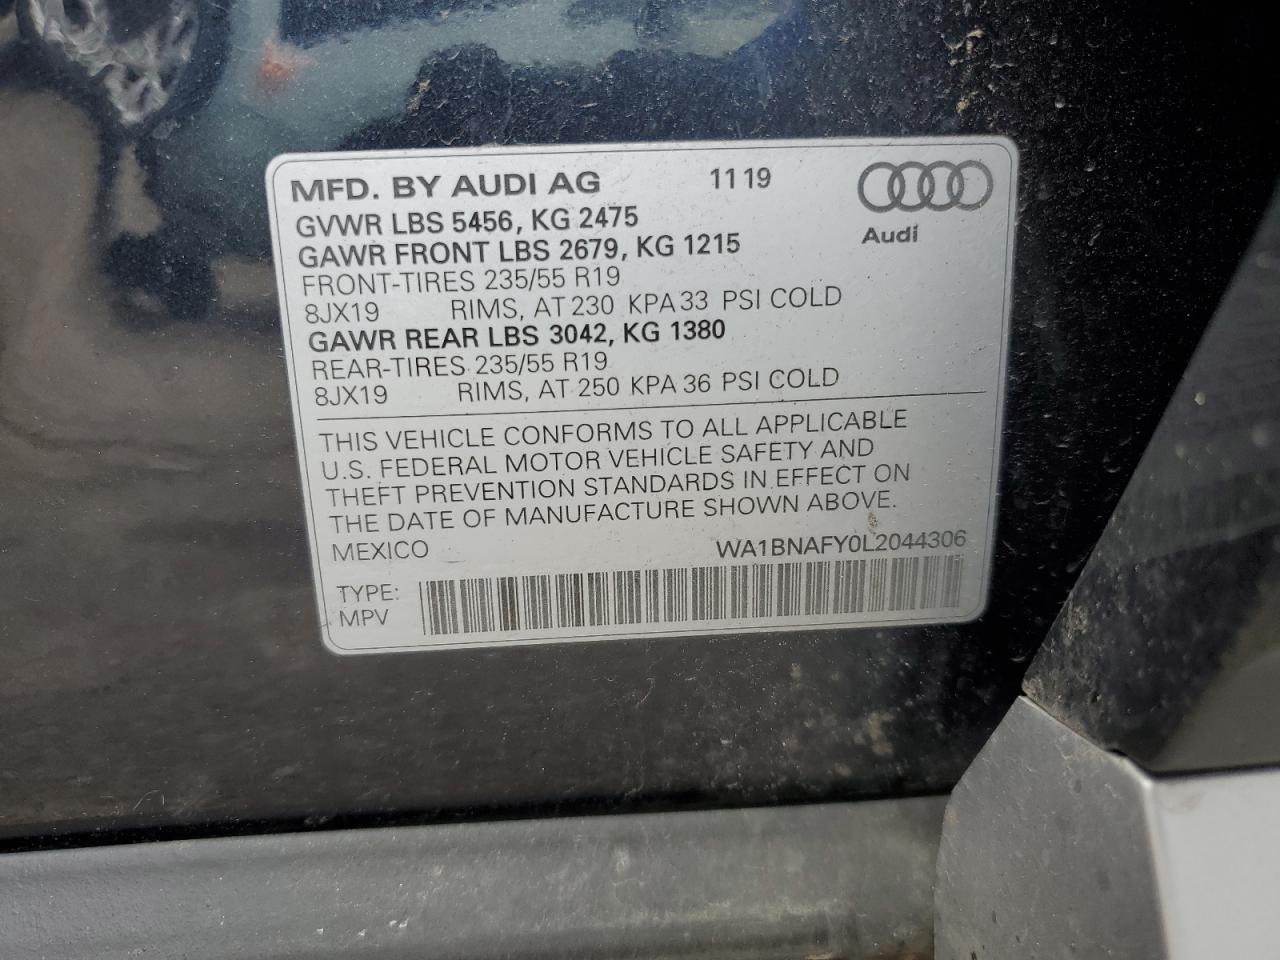 MFD. BY AUDI AG 11 19
Audi
GVWR LBS 5456, KG 2475
GAWR FRONT LBS 2679, KG 1215
FRONT-TIRES 235/55 R19
8JX19 RIMS, AT 230 KPA 33 PSI COLD
GAWR REAR LBS 3042, KG 1380
REAR-TIRES 235/55 R19
8JX19 RIMS, AT 250 KPA 36 PSI COLD
THIS VEHICLE CONFORMS TO ALL APPLICABLE
U.S. FEDERAL MOTOR VEHICLE SAFETY AND
THEFT PREVENTION STANDARDS IN EFFECT ON
THE DATE OF MANUFACTURE SHOWN ABOVE.
MEXICO WA1BNAFY0L2044306
TYPE:
MPV